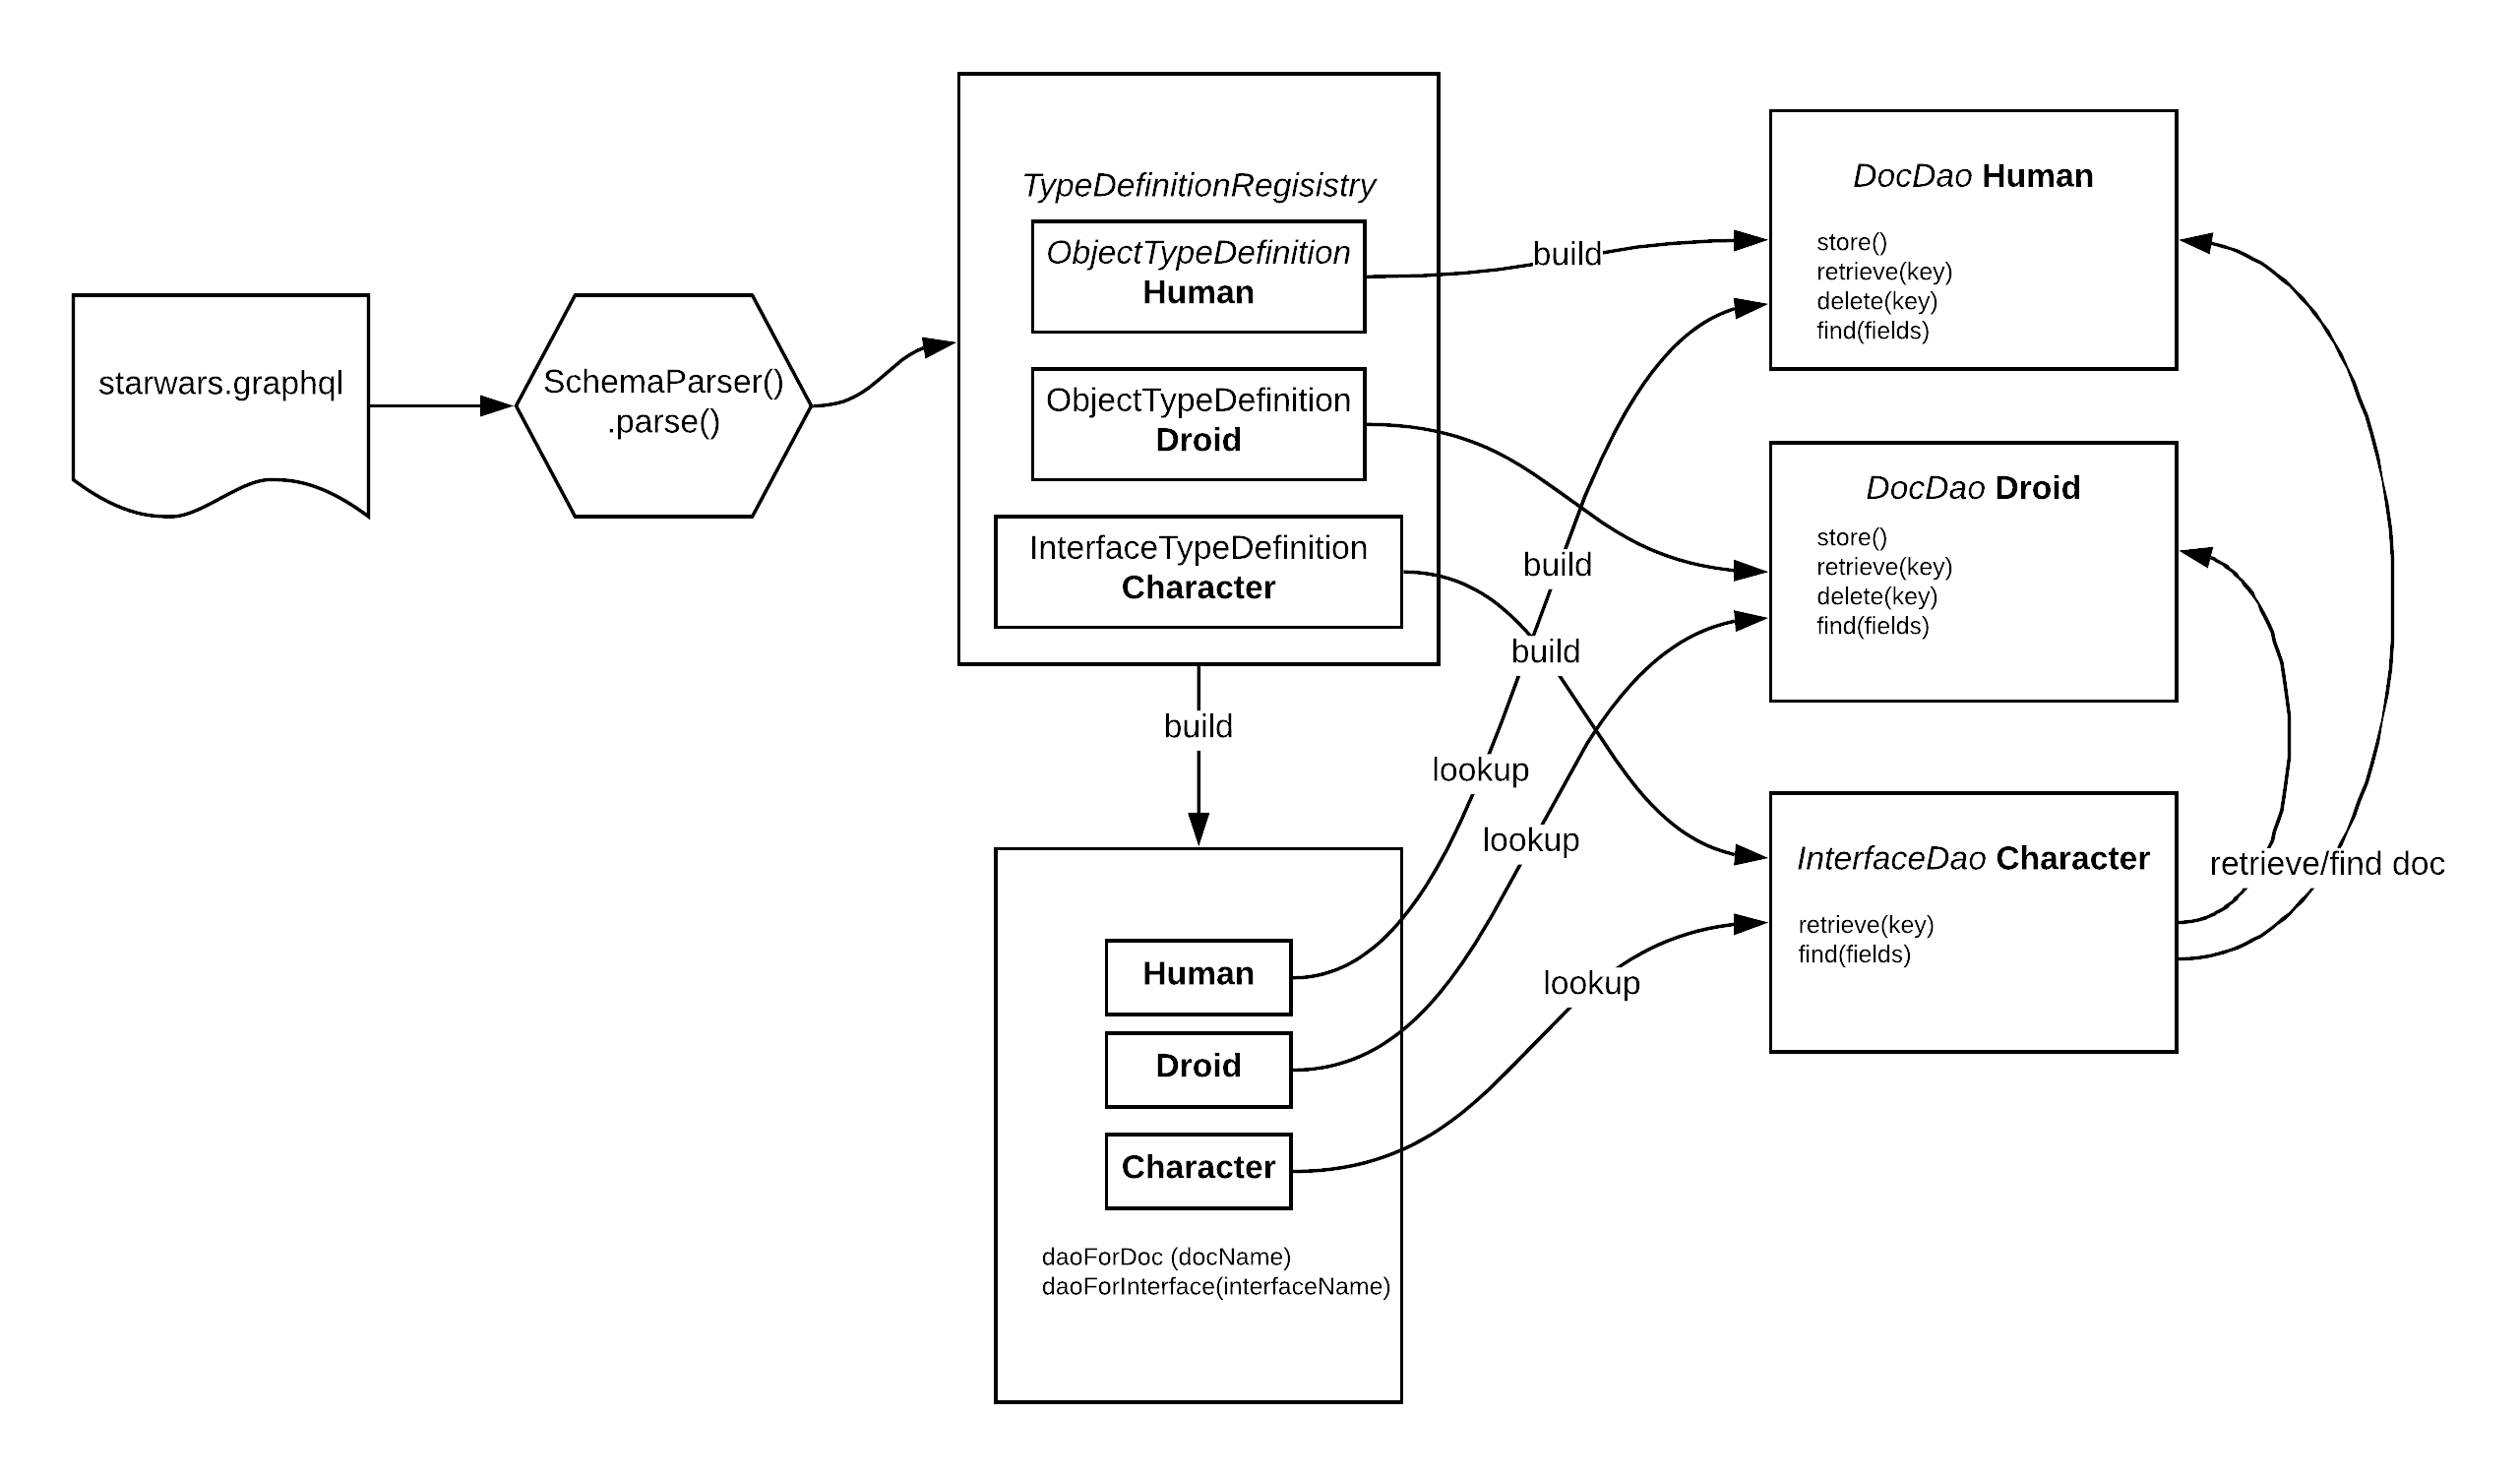 starwars.graphql
SchemaParser()
.parse()
TypeDefinitionRegisistry
ObjectTypeDefinition
Human
ObjectTypeDefinition
Droid
InterfaceTypeDefinition
Character
build
Human
Droid
Character
daoForDoc (docName)
daoForInterface(interfaceName)
build
build
build
lookup
lookup
lookup
DocDao Human
store()
retrieve(key)
delete(key)
find(fields)
DocDao Droid
store()
retrieve(key)
delete(key)
find(fields)
InterfaceDao Character
retrieve(key)
find(fields)
retrieve/find doc